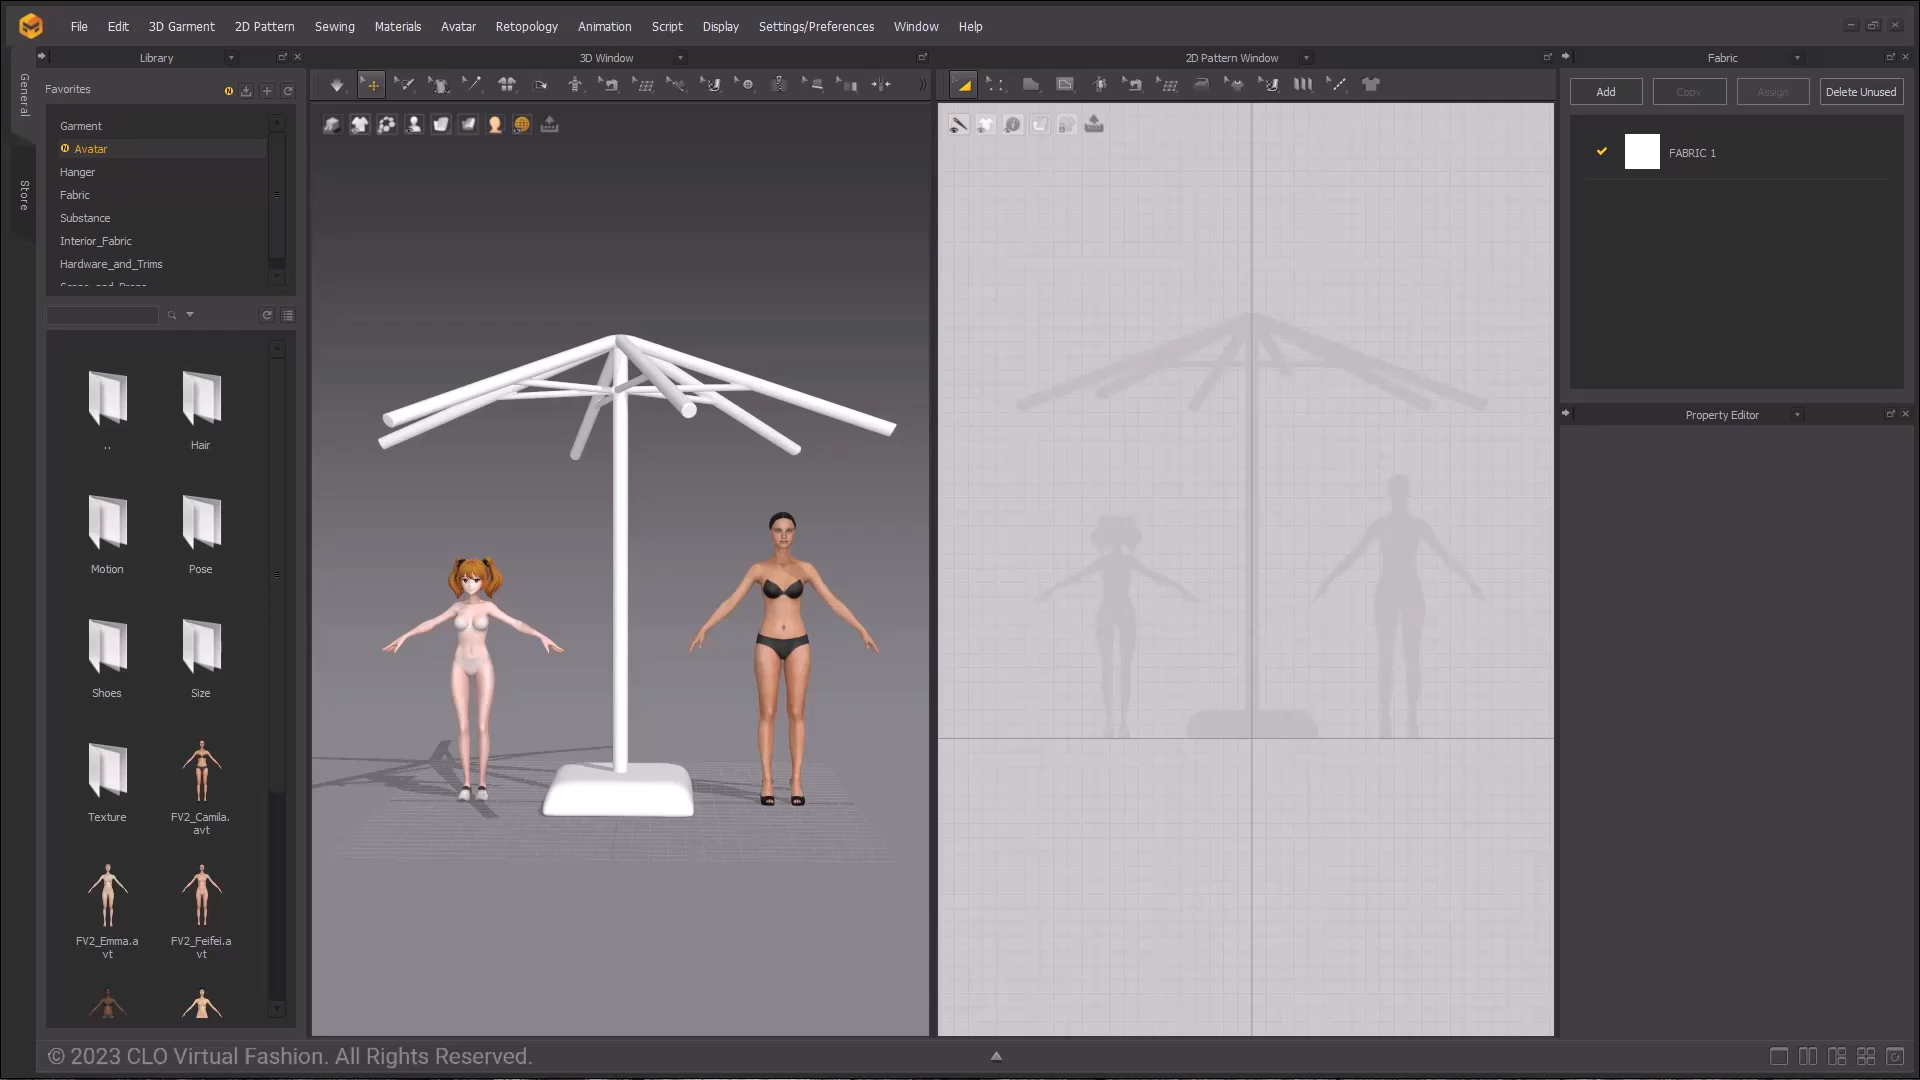 File Edit 3D Garment 2D Pattern Sewing Materials Avatar Retopology Animation Script Display Settings/Preferences Window Help
Library
3D Window
2D Pattern Window
Fabric
General
Store
Favorites
Garment
Avatar
Hanger
Fabric
Substance
Interior_Fabric
Hardware_and_Trims
Scene_and_Props
..
Hair
Motion
Pose
Shoes
Size
Texture
FV2_Camila.
avt
FV2_Emma.a
vt
FV2_Feifei.a
vt
Add Copy Assign Delete Unused
FABRIC 1
Property Editor
© 2023 CLO Virtual Fashion. All Rights Reserved.